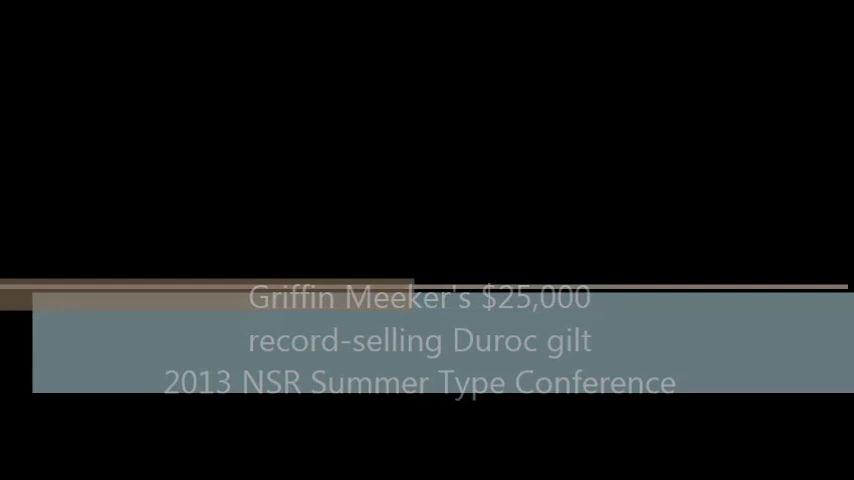 Griffin Meeker's $25,000
record-selling Duroc gilt
2013 NSR Summer Type Conference